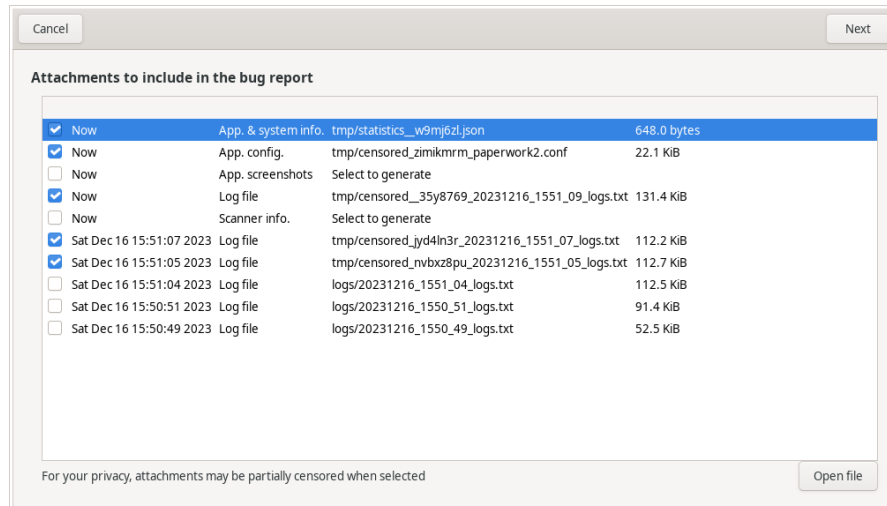 Cancel Next
Attachments to include in the bug report
Now App. & system info. tmp/statistics__w9mj6zl.json 648.0 bytes
Now App. config. tmp/censored_zimikmrm_paperwork2.conf 22.1 KiB
Now App. screenshots Select to generate
Now Log file tmp/censored__35y8769_20231216_1551_09_logs.txt 131.4 KiB
Now Scanner info. Select to generate
Sat Dec 16 15:51:07 2023 Log file tmp/censored_jyd4ln3r_20231216_1551_07_logs.txt 112.2 KiB
Sat Dec 16 15:51:05 2023 Log file tmp/censored_nvbxz8pu_20231216_1551_05_logs.txt 112.7 KiB
Sat Dec 16 15:51:04 2023 Log file logs/20231216_1551_04_logs.txt 112.5 KiB
Sat Dec 16 15:50:51 2023 Log file logs/20231216_1550_51_logs.txt 91.4 KiB
Sat Dec 16 15:50:49 2023 Log file logs/20231216_1550_49_logs.txt 52.5 KiB
For your privacy, attachments may be partially censored when selected Open file